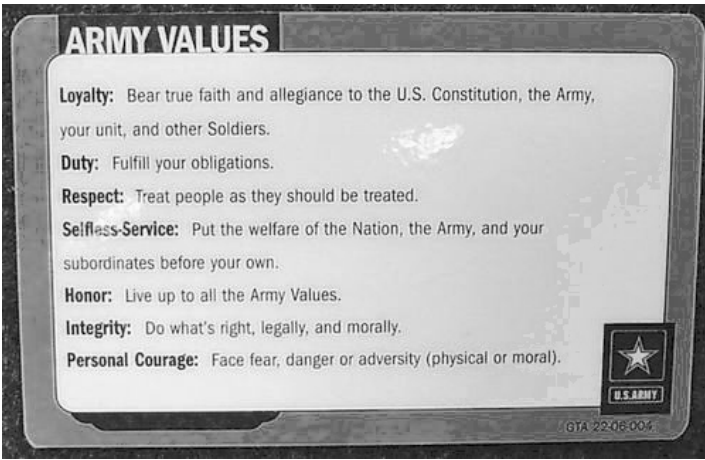 ARMY VALUES
Loyalty: Bear true faith and allegiance to the U.S. Constitution, the Army,
your unit, and other Soldiers.
Duty: Fulfill your obligations.
Respect: Treat people as they should be treated.
Selfless-Service: Put the welfare of the Nation, the Army, and your
subordinates before your own.
Honor: Live up to all the Army Values.
Integrity: Do what's right, legally, and morally.
Personal Courage: Face fear, danger or adversity (physical or moral).
U.S.ARMY
GTA 22-06-004